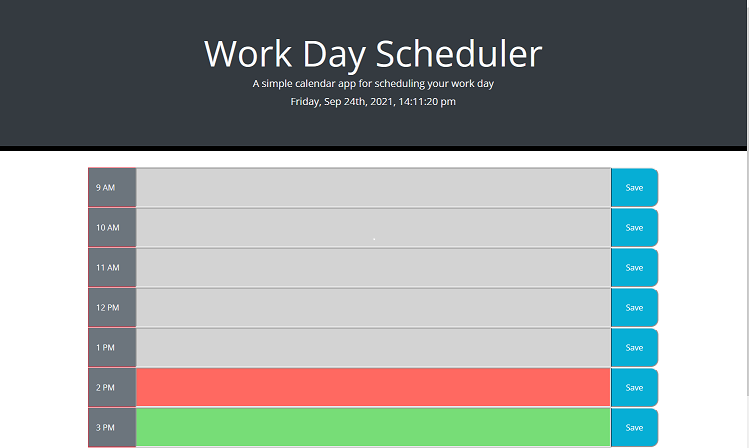 Work Day Scheduler
A simple calendar app for scheduling your work day
Friday, Sep 24th, 2021, 14:11:20 pm
9 AM Save
10 AM Save
11 AM Save
12 PM Save
1 PM Save
2 PM Save
3 PM Save